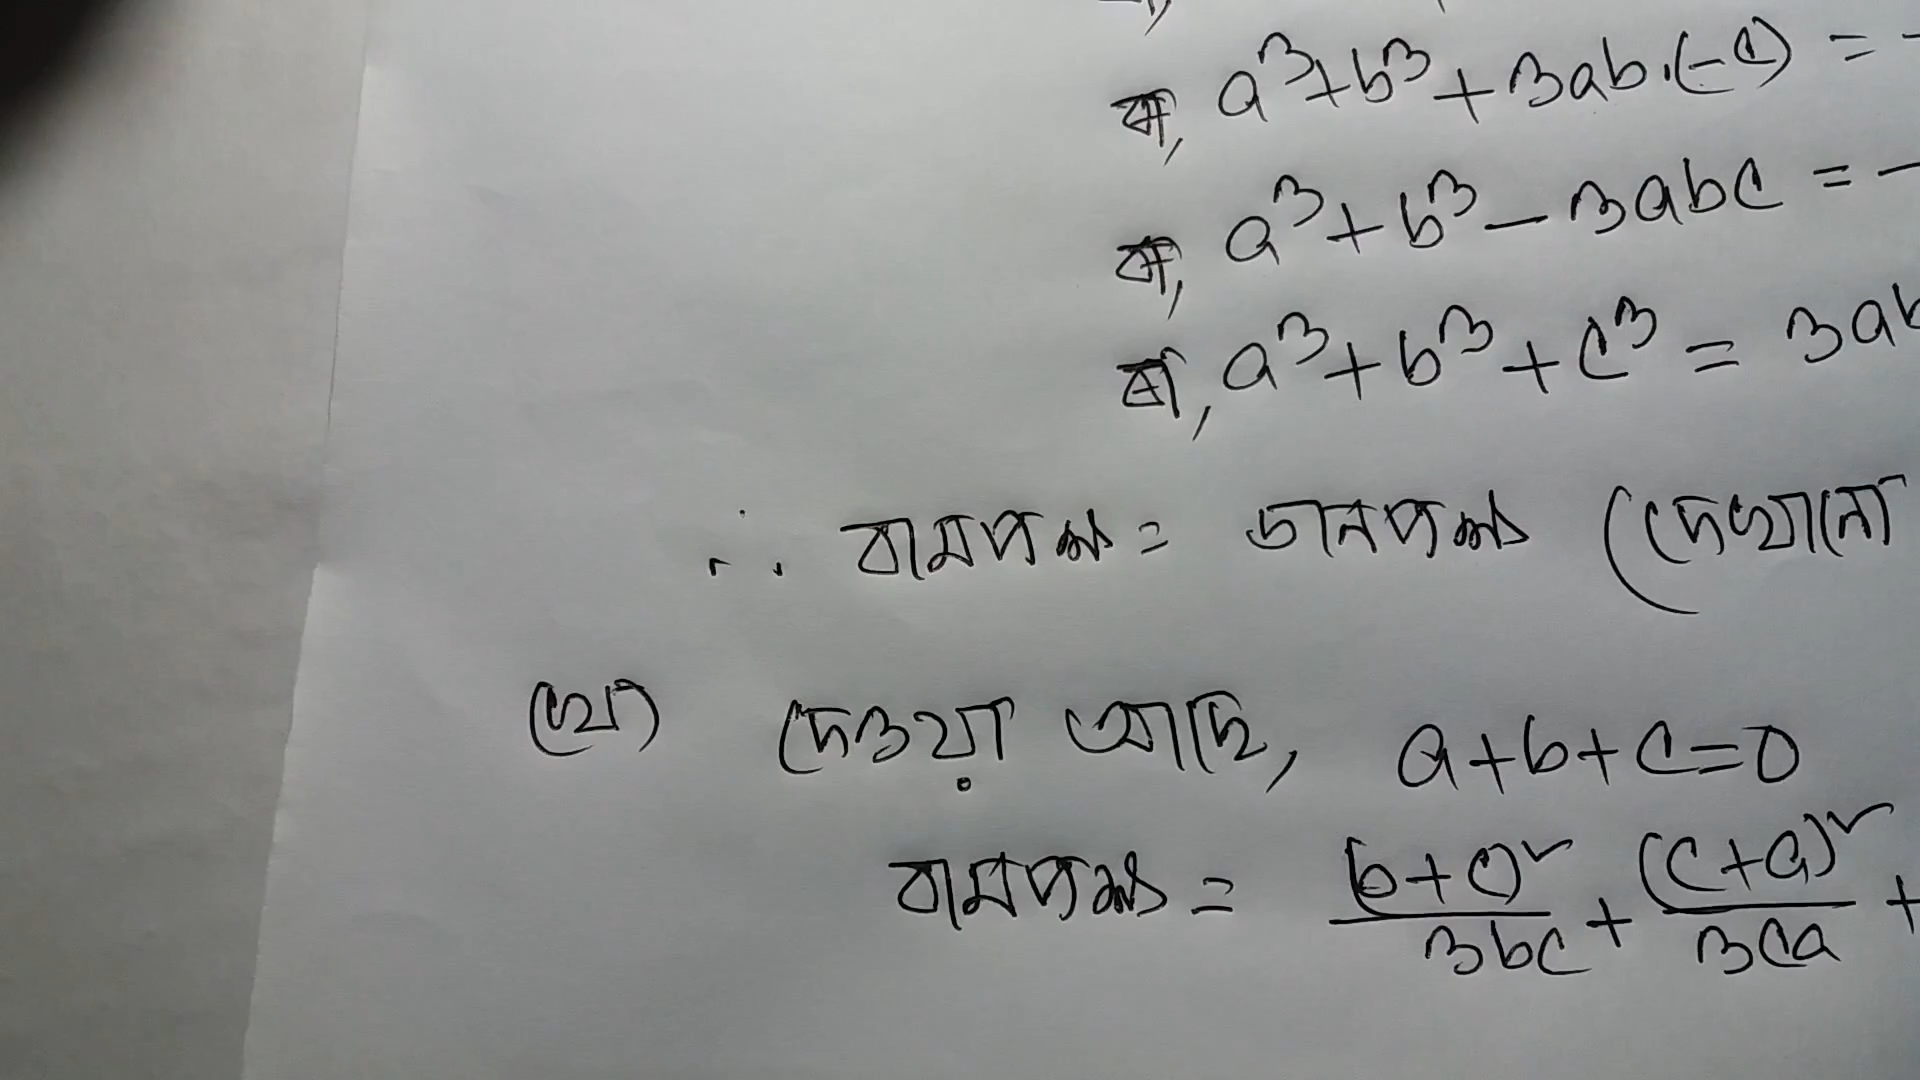 বা, a³+b³+3ab.(-c) = -
বা, a³+b³-3abc = -
বা, a³+b³+c³ = 3ab
∴ বামপক্ষ = ডানপক্ষ (দেখানো
(খ) দেওয়া আছে, a+b+c=0
বামপক্ষ = (b+c)²/3bc + (c+a)²/3ca +